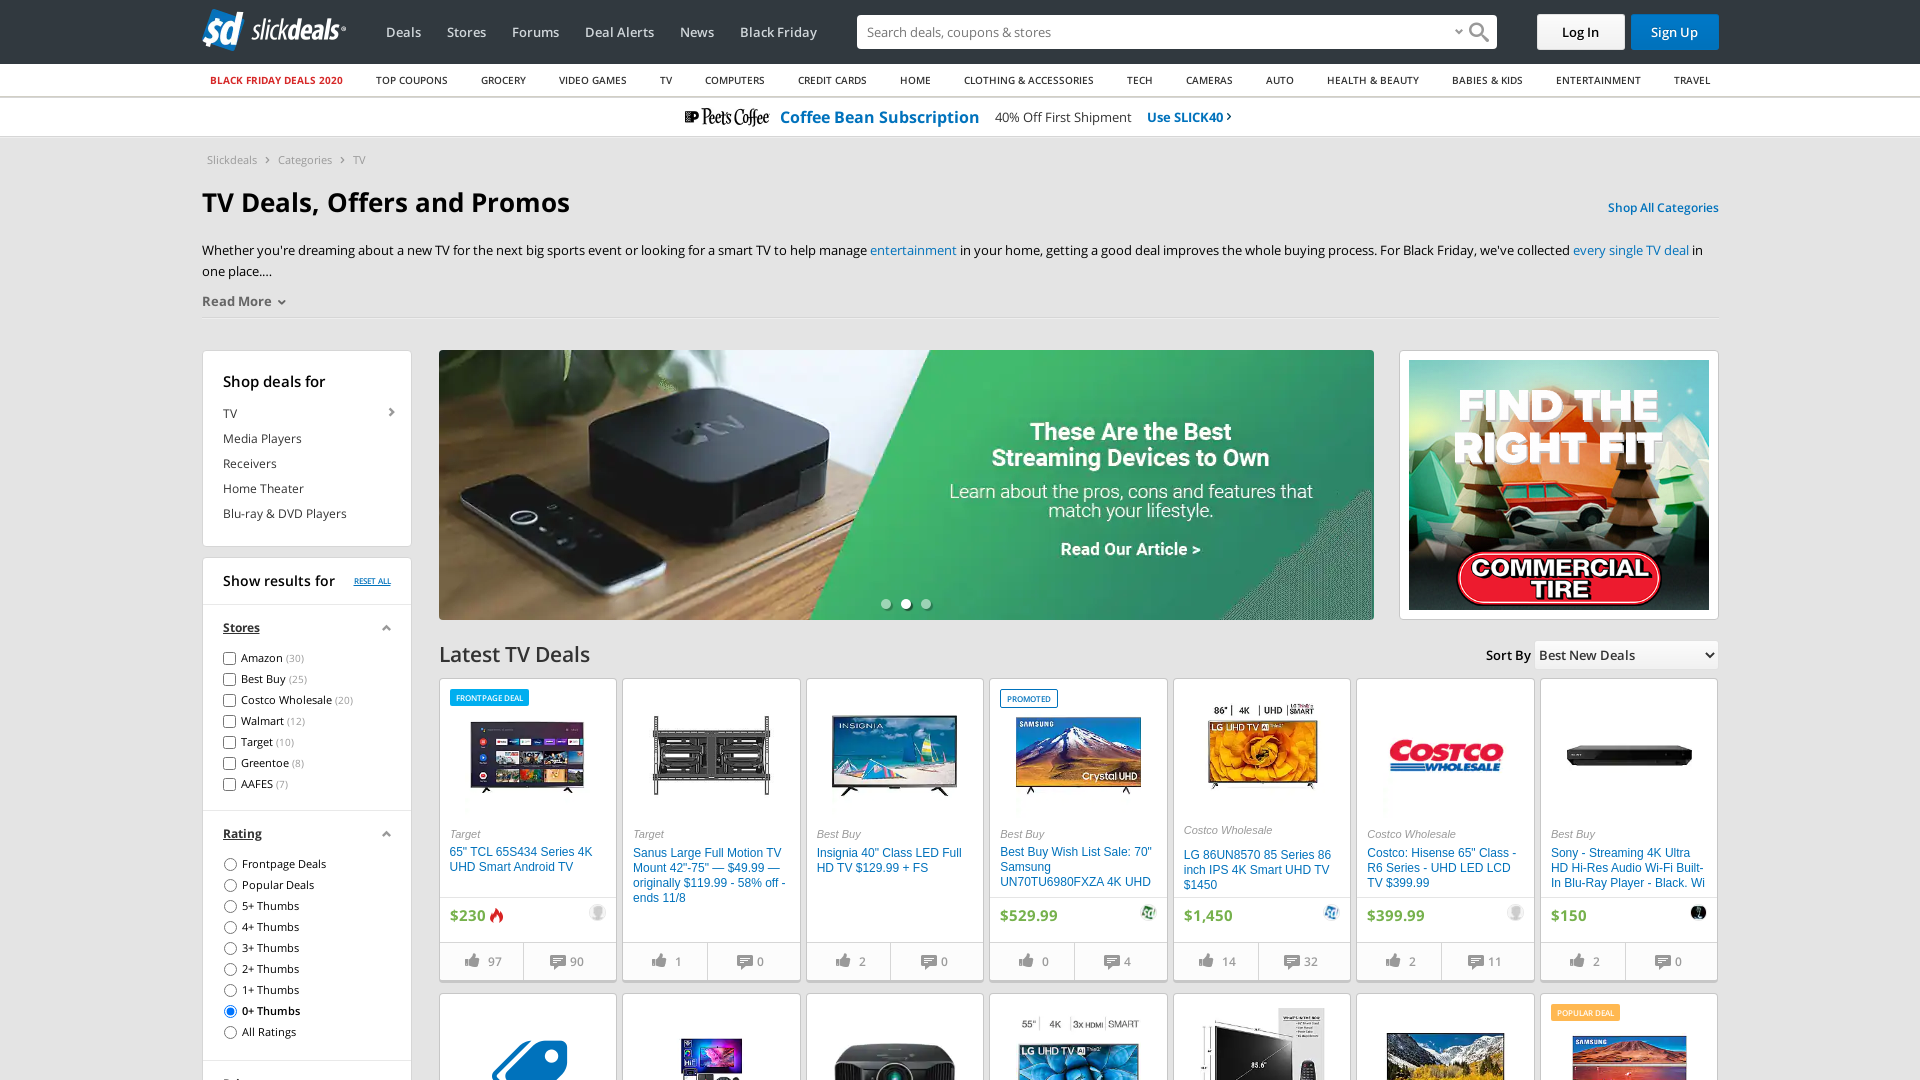 sd slickdeals
Deals
Stores
Forums
Deal Alerts
News
Black Friday
Search deals, coupons & stores
Log In
Sign Up
BLACK FRIDAY DEALS 2020
TOP COUPONS
GROCERY
VIDEO GAMES
TV
COMPUTERS
CREDIT CARDS
HOME
CLOTHING & ACCESSORIES
TECH
CAMERAS
AUTO
HEALTH & BEAUTY
BABIES & KIDS
ENTERTAINMENT
TRAVEL
Peet's Coffee Coffee Bean Subscription 40% Off First Shipment Use SLICK40
Slickdeals > Categories > TV
TV Deals, Offers and Promos
Shop All Categories
Whether you're dreaming about a new TV for the next big sports event or looking for a smart TV to help manage entertainment in your home, getting a good deal improves the whole buying process. For Black Friday, we've collected every single TV deal in
one place....
Read More
Shop deals for
TV
Media Players
Receivers
Home Theater
Blu-ray & DVD Players
Show results for
RESET ALL
Stores
Amazon (30)
Best Buy (25)
Costco Wholesale (20)
Walmart (12)
Target (10)
Greentoe (8)
AAFES (7)
Rating
Frontpage Deals
Popular Deals
5+ Thumbs
4+ Thumbs
3+ Thumbs
2+ Thumbs
1+ Thumbs
0+ Thumbs
All Ratings
tv
These Are the Best
Streaming Devices to Own
Learn about the pros, cons and features that
match your lifestyle.
Read Our Article >
FIND THE
RIGHT FIT
COMMERCIAL
TIRE
Latest TV Deals
Sort By Best New Deals
FRONTPAGE DEAL
Target
65" TCL 65S434 Series 4K
UHD Smart Android TV
$230
97
90
Target
Sanus Large Full Motion TV
Mount 42"-75" — $49.99 —
originally $119.99 - 58% off -
ends 11/8
1
0
INSIGNIA
Best Buy
Insignia 40" Class LED Full
HD TV $129.99 + FS
2
0
PROMOTED
SAMSUNG
Crystal UHD
Best Buy
Best Buy Wish List Sale: 70"
Samsung
UN70TU6980FXZA 4K UHD
$529.99
0
4
86" | 4K | UHD | LG ThinQ SMART
LG UHD TV AI ThinQ
Costco Wholesale
LG 86UN8570 85 Series 86
inch IPS 4K Smart UHD TV
$1450
$1,450
14
32
COSTCO
WHOLESALE
Costco Wholesale
Costco: Hisense 65" Class -
R6 Series - UHD LED LCD
TV $399.99
$399.99
2
11
Best Buy
Sony - Streaming 4K Ultra
HD Hi-Res Audio Wi-Fi Built-
In Blu-Ray Player - Black. Wi
$150
2
0
55" | 4K | 3x HDMI | SMART
LG UHD TV AI ThinQ
85.6"
POPULAR DEAL
SAMSUNG